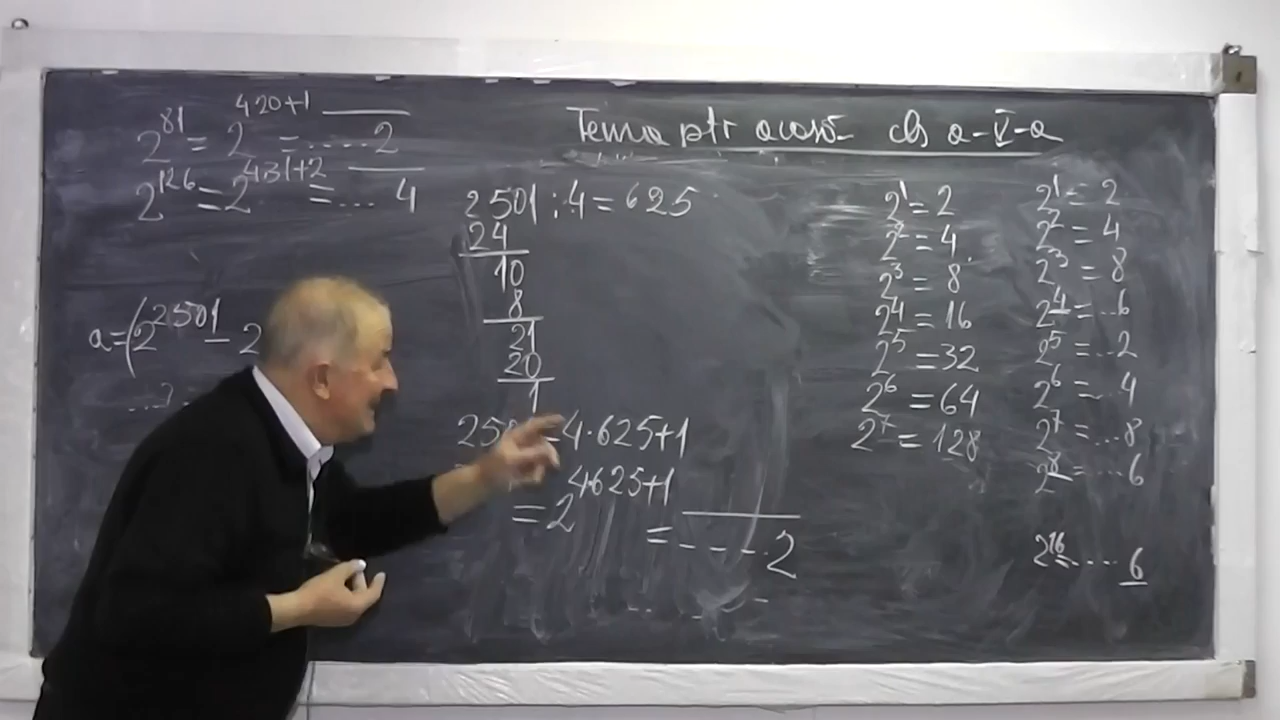 Tema ptr acasă cls a-V-a
2^81 = 2^4·20+1 = .....2
2^126 = 2^4·31+2 = ... 4
a=(2^2501 - 2
2501 : 4 = 625
24
10
8
21
20
1
= 4·625+1
= 2^4·625+1 = ----.2
2^1 = 2
2^2 = 4
2^3 = 8
2^4 = 16
2^5 = 32
2^6 = 64
2^7 = 128
2^1 = 2
2^2 = 4
2^3 = 8
2^4 = ..6
2^5 = ...2
2^6 = ..4
2^7 = ...8
2^8 = ...6
2^16 = .... 6